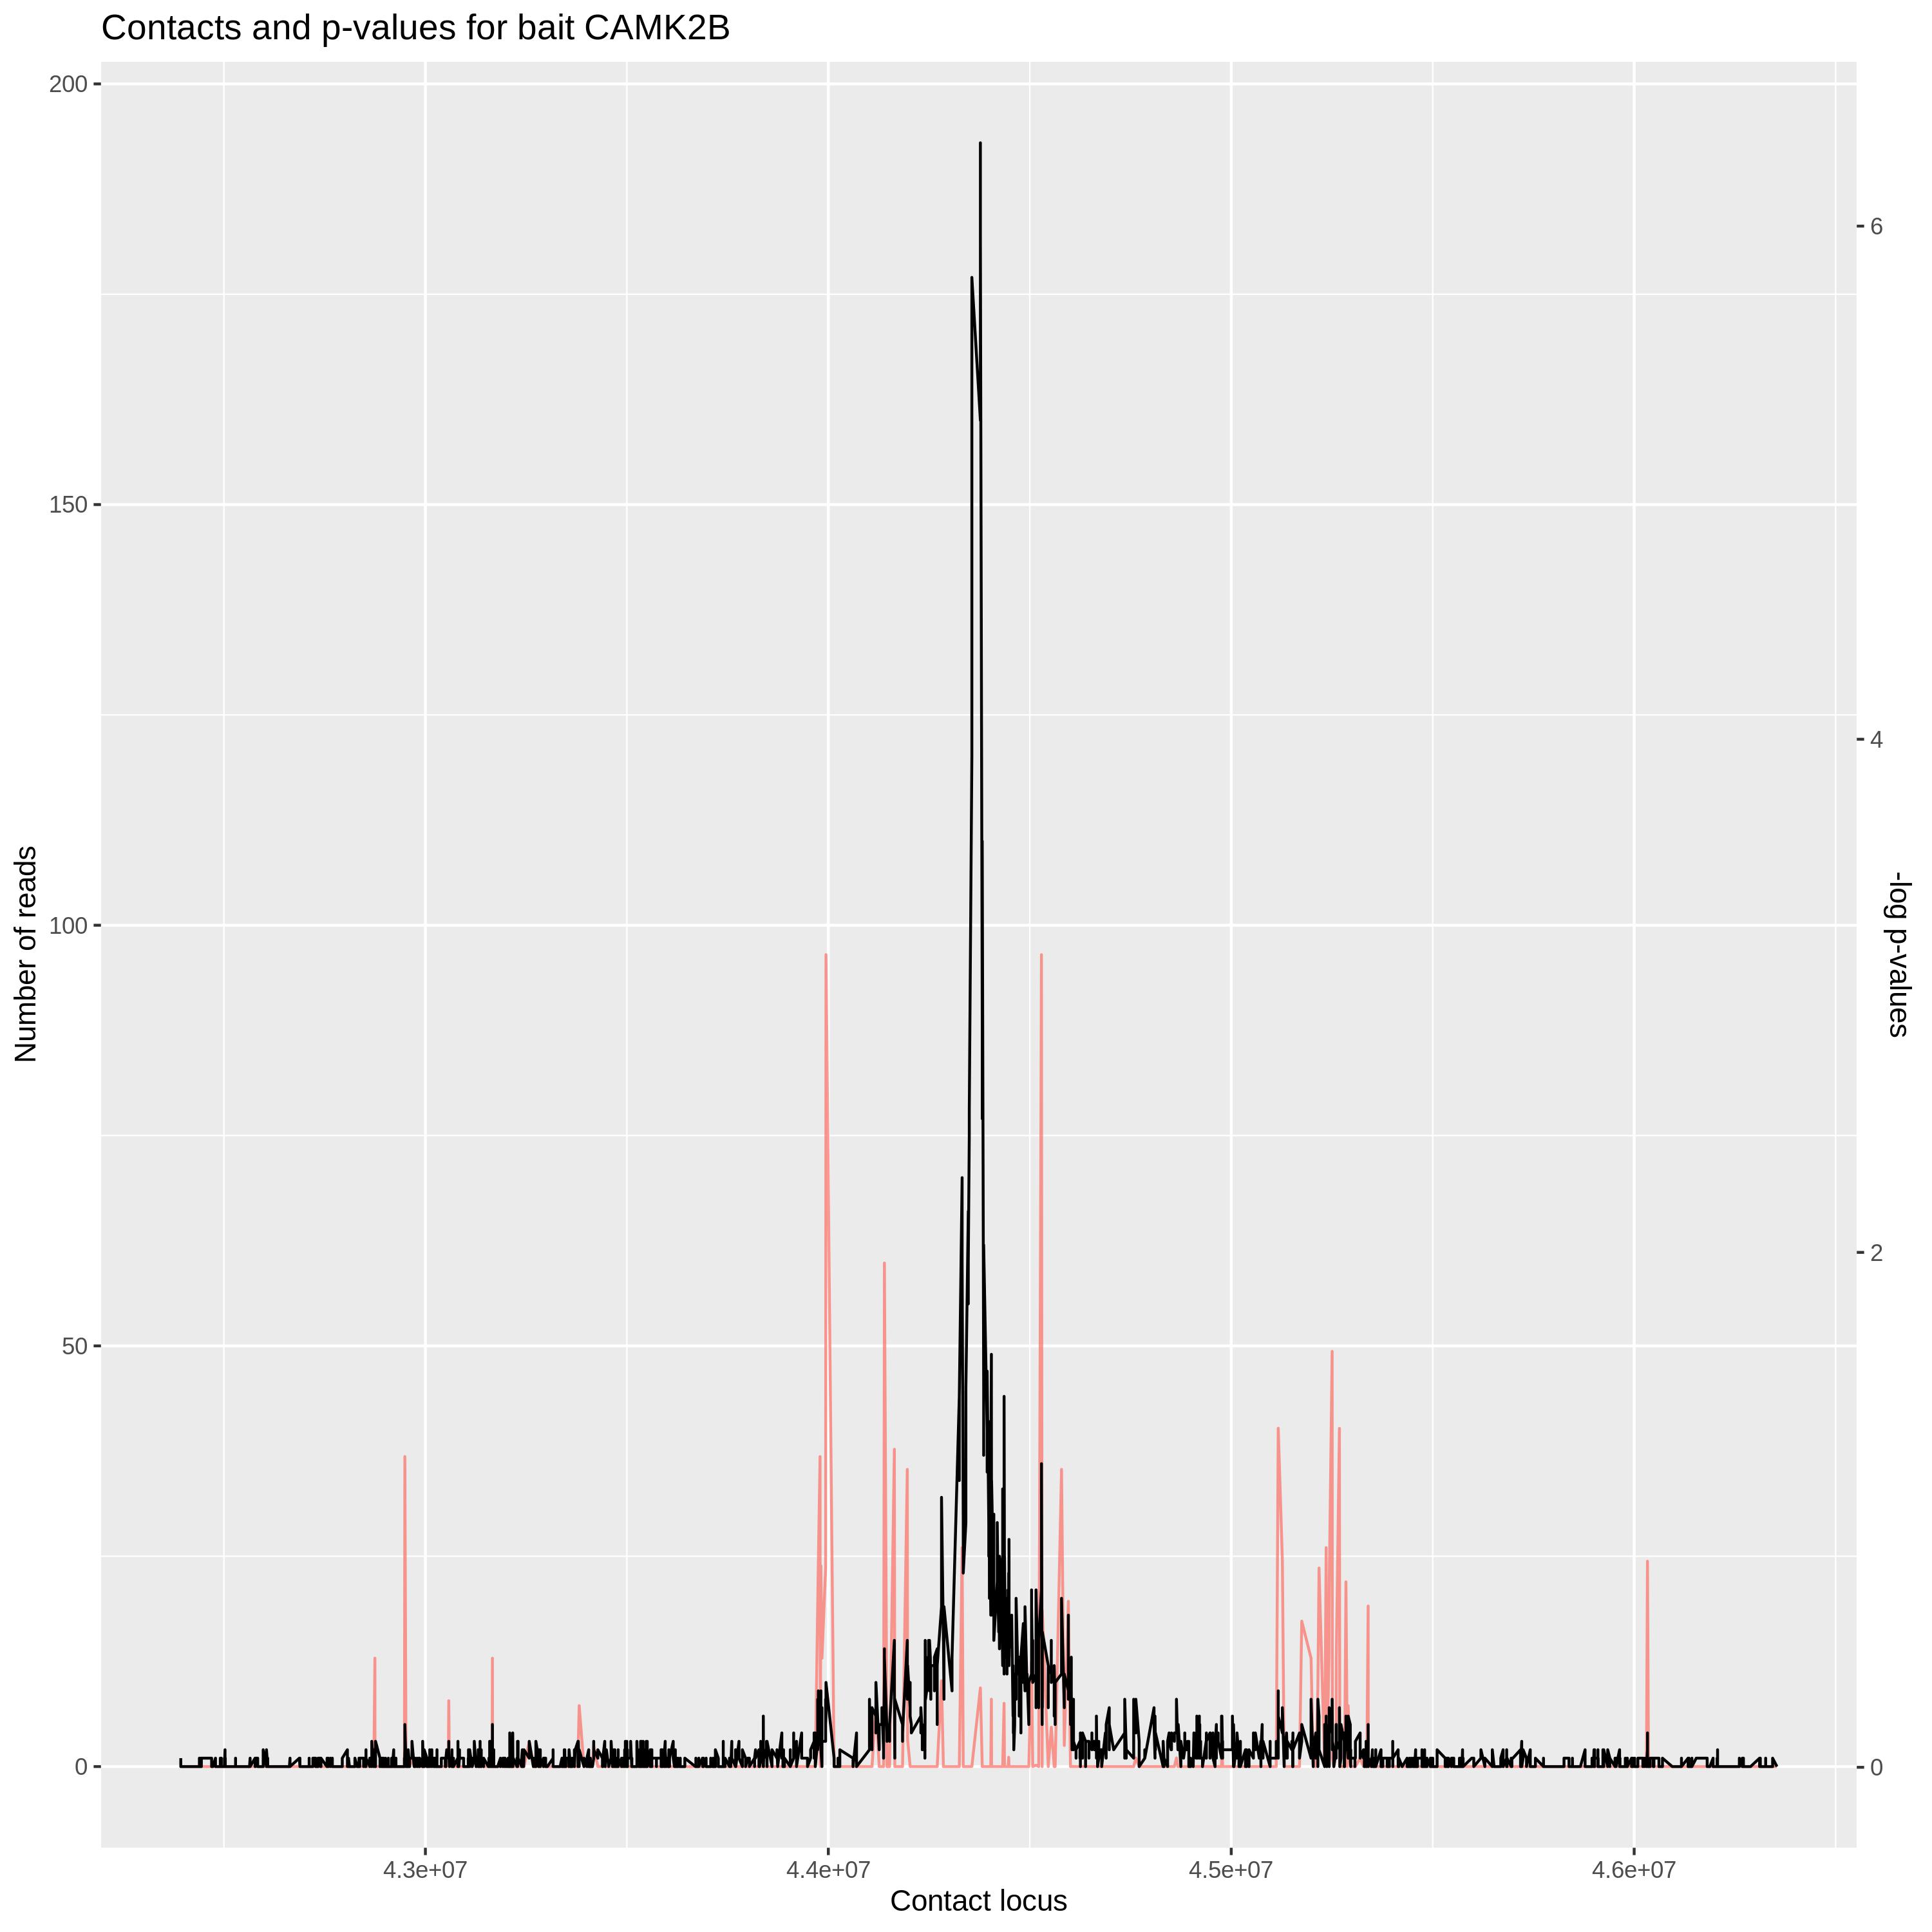 Contacts and p-values for bait CAMK2B
200
150
100
50
0
Number of reads
6
4
2
0
-log p-values
4.3e+07
4.4e+07
4.5e+07
4.6e+07
Contact locus